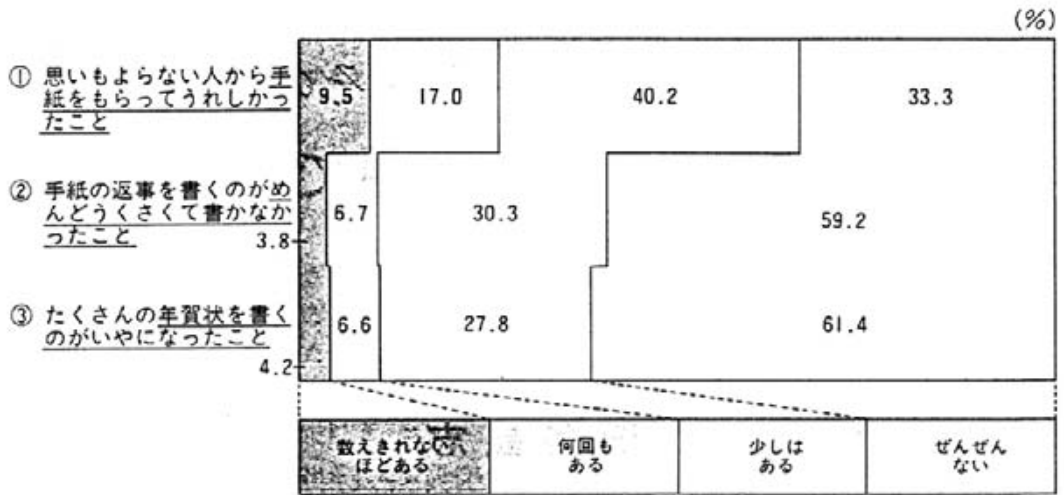 (%)
① 思いもよらない人から手
紙をもらってうれしかっ
たこと
9.5 17.0 40.2 33.3
② 手紙の返事を書くのがめ
んどうくさくて書かなか
ったこと
3.8 6.7 30.3 59.2
③ たくさんの年賀状を書く
のがいやになったこと
4.2 6.6 27.8 61.4
数えきれない
ほどある
何回も
ある
少しは
ある
ぜんぜん
ない